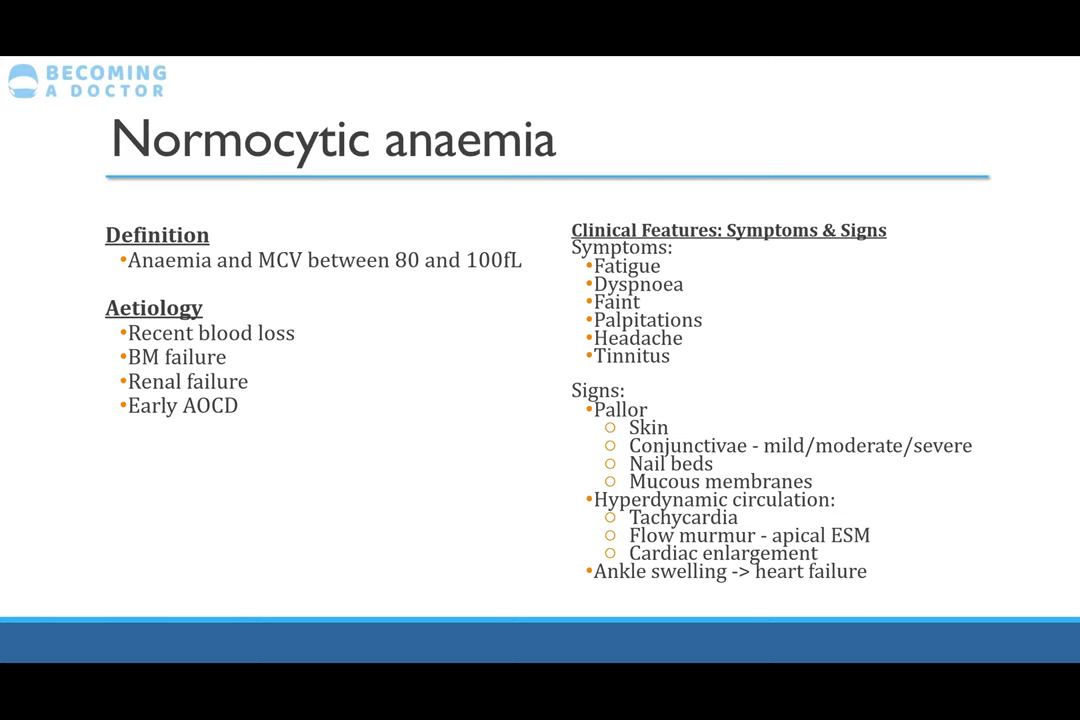 BECOMING
A DOCTOR
Normocytic anaemia
Definition
•Anaemia and MCV between 80 and 100fL
Aetiology
•Recent blood loss
•BM failure
•Renal failure
•Early AOCD
Clinical Features: Symptoms & Signs
Symptoms:
•Fatigue
•Dyspnoea
•Faint
•Palpitations
•Headache
•Tinnitus
Signs:
•Pallor
○ Skin
○ Conjunctivae - mild/moderate/severe
○ Nail beds
○ Mucous membranes
•Hyperdynamic circulation:
○ Tachycardia
○ Flow murmur - apical ESM
○ Cardiac enlargement
•Ankle swelling -> heart failure